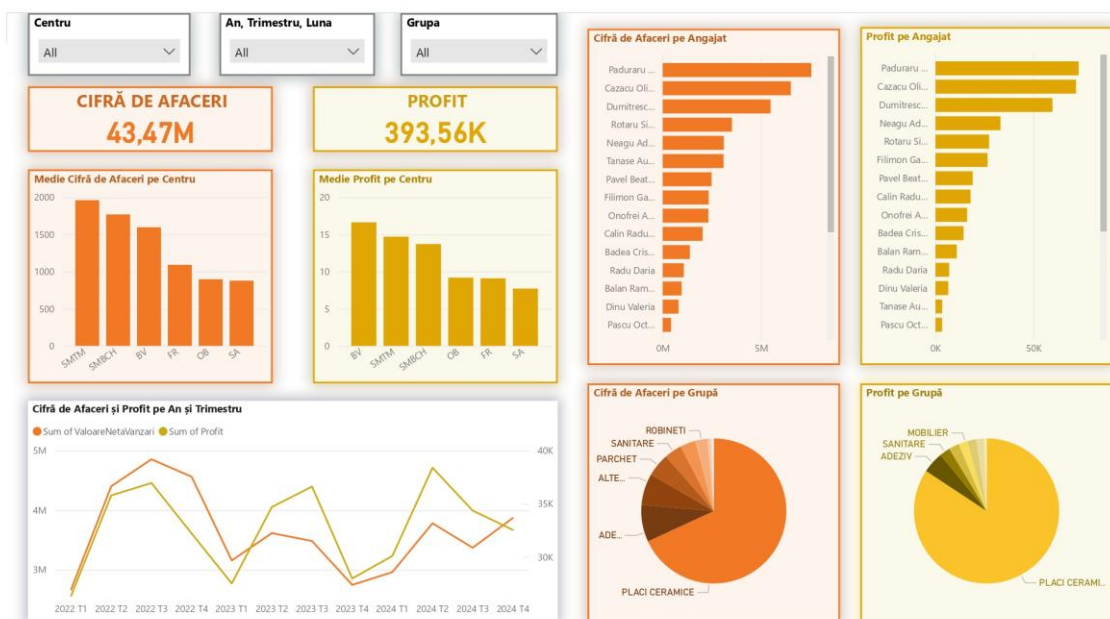 Centru
All
An, Trimestru, Luna
All
Grupa
All
CIFRĂ DE AFACERI
43,47M
PROFIT
393,56K
Medie Cifră de Afaceri pe Centru
2000
1500
1000
500
0
SMTM
SMBCH
BV
FR
OB
SA
Medie Profit pe Centru
20
15
10
5
0
BV
SMTM
SMBCH
OB
FR
SA
Cifră de Afaceri și Profit pe An și Trimestru
Sum of ValoareNetaVanzari
Sum of Profit
5M
4M
3M
40K
35K
30K
2022 T1
2022 T2
2022 T3
2022 T4
2023 T1
2023 T2
2023 T3
2023 T4
2024 T1
2024 T2
2024 T3
2024 T4
Cifră de Afaceri pe Angajat
Paduraru ...
Cazacu Oli...
Dumitresc...
Rotaru Si...
Neagu Ad...
Tanase Au...
Pavel Beat...
Filimon Ga...
Onofrei A...
Calin Radu...
Badea Cris...
Radu Daria
Balan Ram...
Dinu Valeria
Pascu Oct...
0M
5M
Profit pe Angajat
Paduraru ...
Cazacu Oli...
Dumitresc...
Neagu Ad...
Rotaru Si...
Filimon Ga...
Pavel Beat...
Calin Radu...
Onofrei A...
Badea Cris...
Balan Ram...
Radu Daria
Dinu Valeria
Tanase Au...
Pascu Oct...
0K
50K
Cifră de Afaceri pe Grupă
ROBINETI
SANITARE
PARCHET
ALTE...
ADE...
PLACI CERAMICE
Profit pe Grupă
MOBILIER
SANITARE
ADEZIV
PLACI CERAMI...